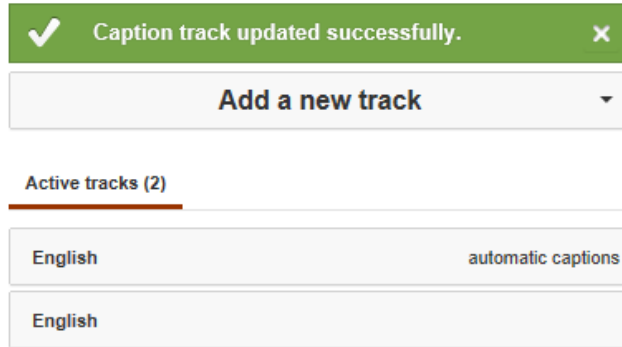 Caption track updated successfully.
Add a new track
Active tracks (2)
English automatic captions
English